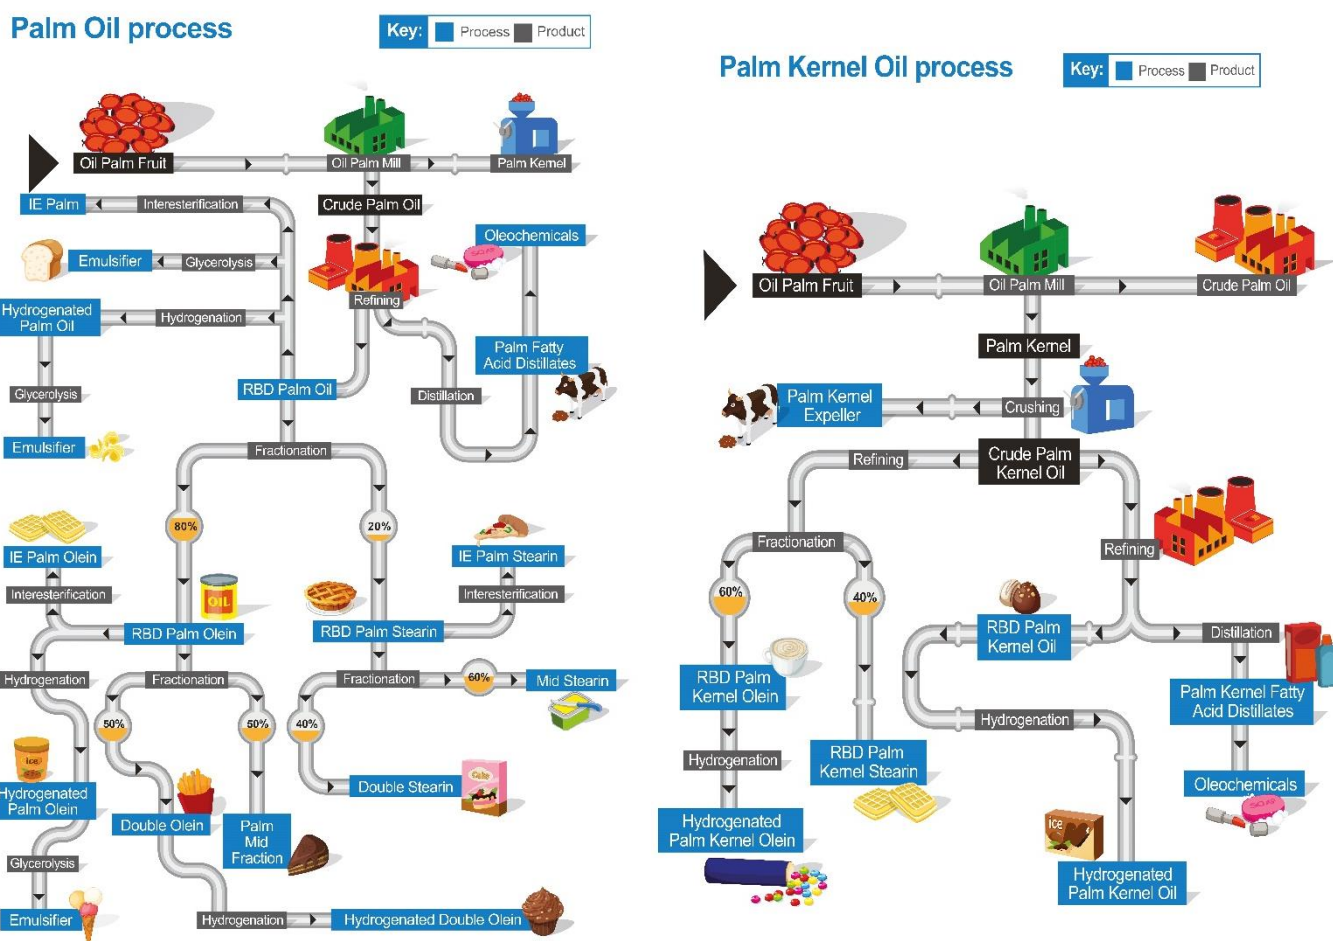 Palm Oil process
Key: Process Product
Oil Palm Fruit
Oil Palm Mill
Palm Kernel
IE Palm
Interesterification
Crude Palm Oil
Oleochemicals
SOAP
Emulsifier
Glycerolysis
Refining
Hydrogenated
Palm Oil
Hydrogenation
Palm Fatty
Acid Distillates
Glycerolysis
RBD Palm Oil
Distillation
Emulsifier
Fractionation
80%
20%
IE Palm Olein
IE Palm Stearin
Interesterification
OIL
Interesterification
RBD Palm Olein
RBD Palm Stearin
Hydrogenation
Fractionation
Fractionation
60%
Mid Stearin
50%
50%
40%
ice
Hydrogenated
Palm Olein
Double Olein
Palm
Mid
Fraction
Double Stearin
Cake
Glycerolysis
Emulsifier
Hydrogenation
Hydrogenated Double Olein
Palm Kernel Oil process
Key: Process Product
Oil Palm Fruit
Oil Palm Mill
Crude Palm Oil
Palm Kernel
Palm Kernel
Expeller
Crushing
Refining
Crude Palm
Kernel Oil
Fractionation
Refining
60%
40%
RBD Palm
Kernel Oil
Distillation
RBD Palm
Kernel Olein
Palm Kernel Fatty
Acid Distillates
Hydrogenation
Hydrogenation
RBD Palm
Kernel Stearin
Oleochemicals
SOAP
Hydrogenated
Palm Kernel Olein
ICE
Hydrogenated
Palm Kernel Oil